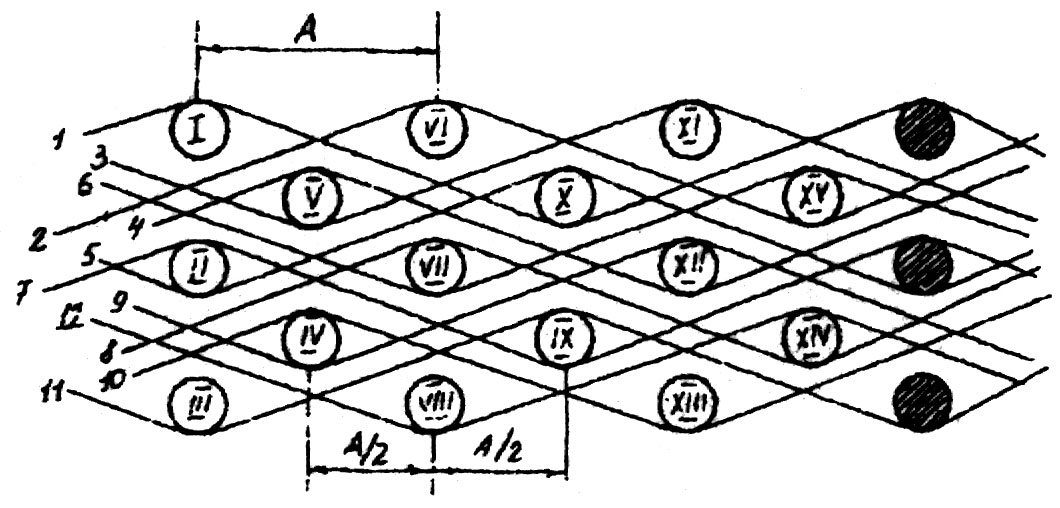 A
1 I VI XI
3
6 V X XV
2 4
5 II VII XII
7
9
12 IV IX XIV
8
10
11 III VIII XIII
A/2 A/2